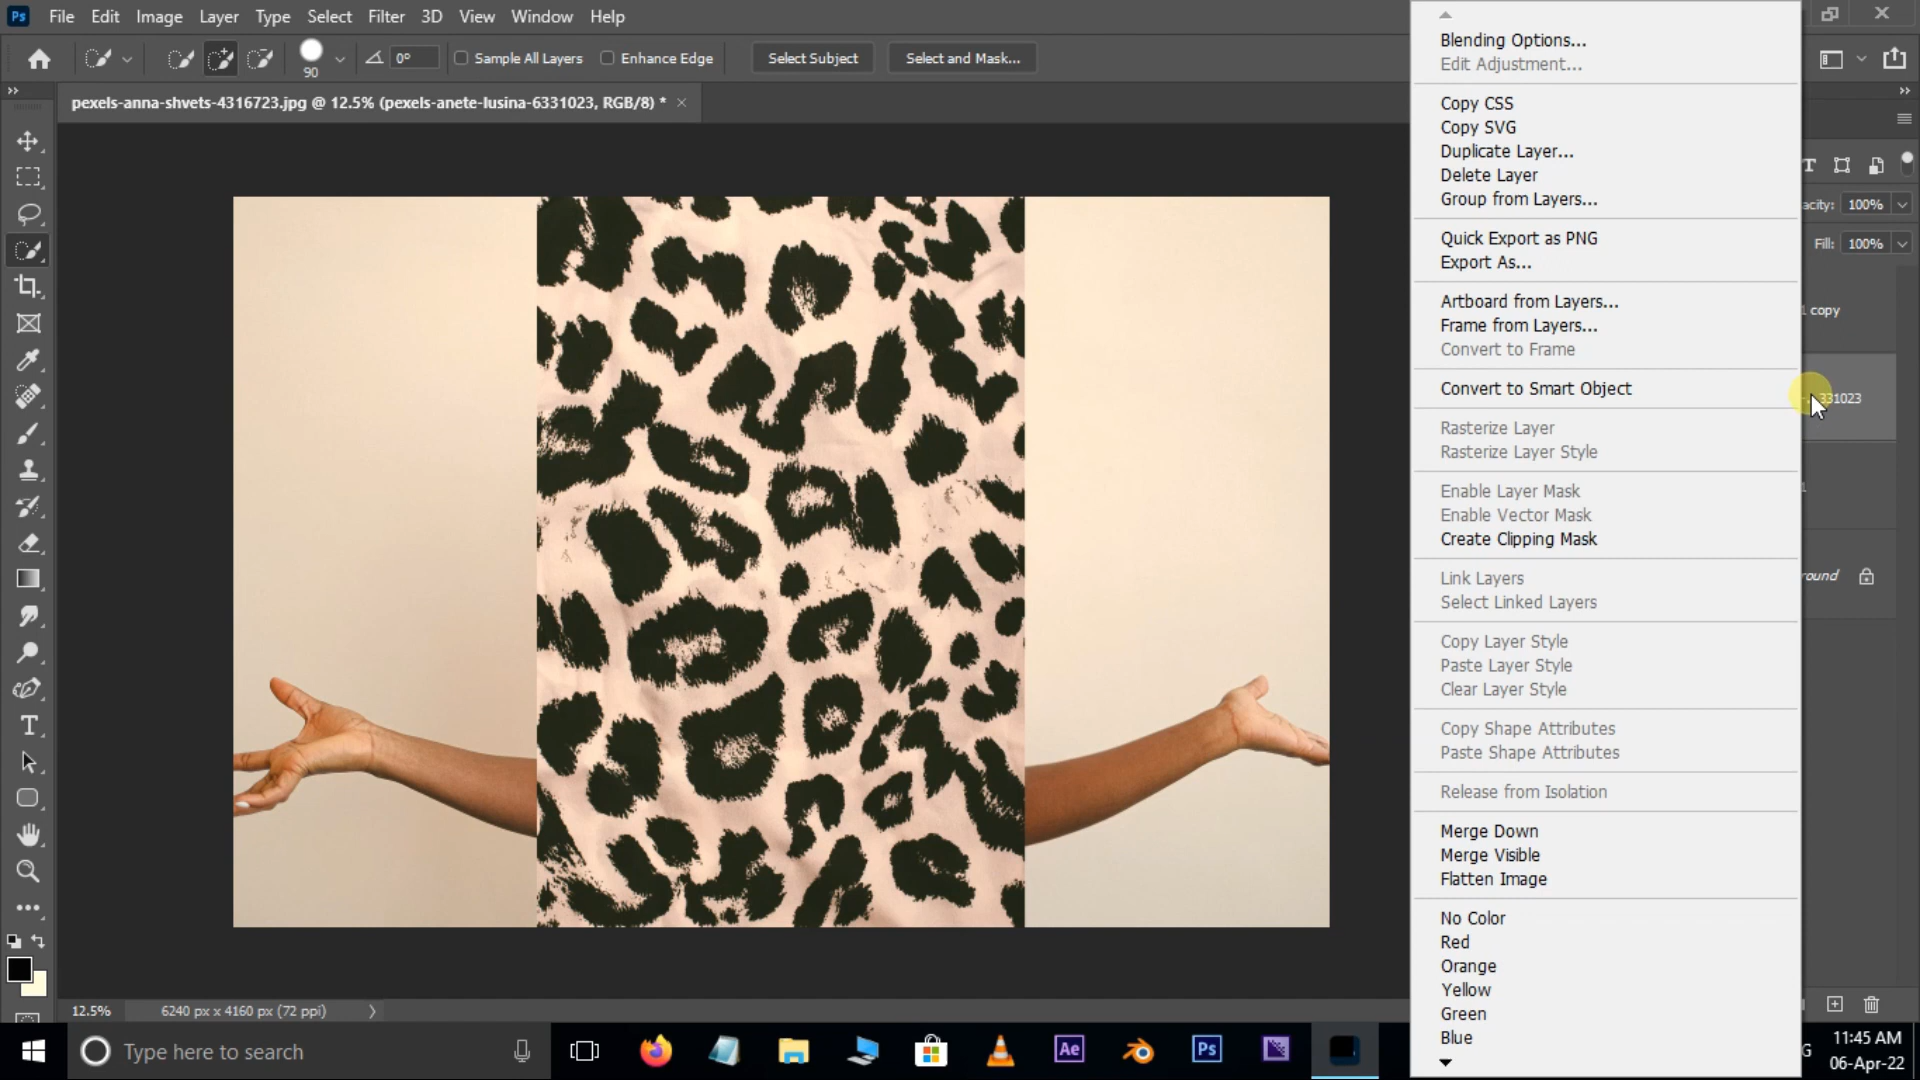 Ps File Edit Image Layer Type Select Filter 3D View Window Help
90
0°
Sample All Layers
Enhance Edge
Select Subject
Select and Mask...
pexels-anna-shvets-4316723.jpg @ 12.5% (pexels-anete-lusina-6331023, RGB/8) *
Blending Options...
Edit Adjustment...
Copy CSS
Copy SVG
Duplicate Layer...
Delete Layer
Group from Layers...
Quick Export as PNG
Export As...
Artboard from Layers...
Frame from Layers...
Convert to Frame
Convert to Smart Object
Rasterize Layer
Rasterize Layer Style
Enable Layer Mask
Enable Vector Mask
Create Clipping Mask
Link Layers
Select Linked Layers
Copy Layer Style
Paste Layer Style
Clear Layer Style
Copy Shape Attributes
Paste Shape Attributes
Release from Isolation
Merge Down
Merge Visible
Flatten Image
No Color
Red
Orange
Yellow
Green
Blue
acity: 100%
Fill: 100%
1 copy
331023
1
round
12.5%
6240 px x 4160 px (72 ppi)
Type here to search
Ae
Ps
G
11:45 AM
06-Apr-22